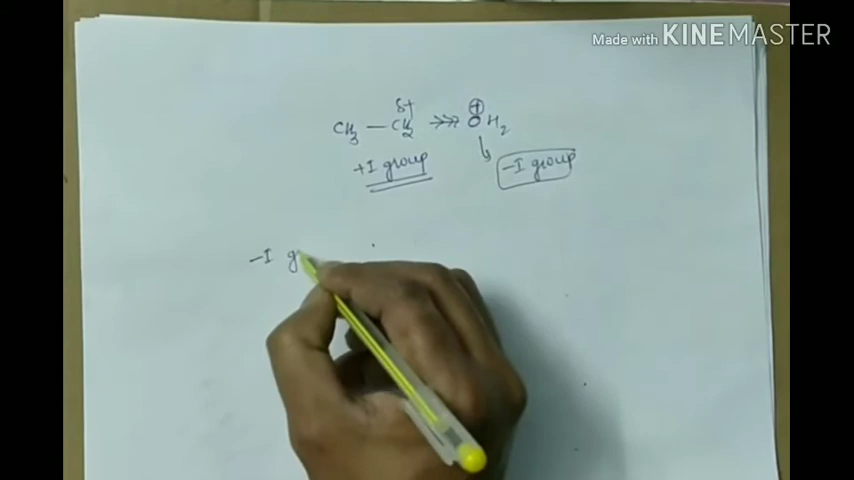 Made with KINEMASTER
δ+ ⊕
CH3 — CH2 →>> OH2
+I group
-I group
-I g